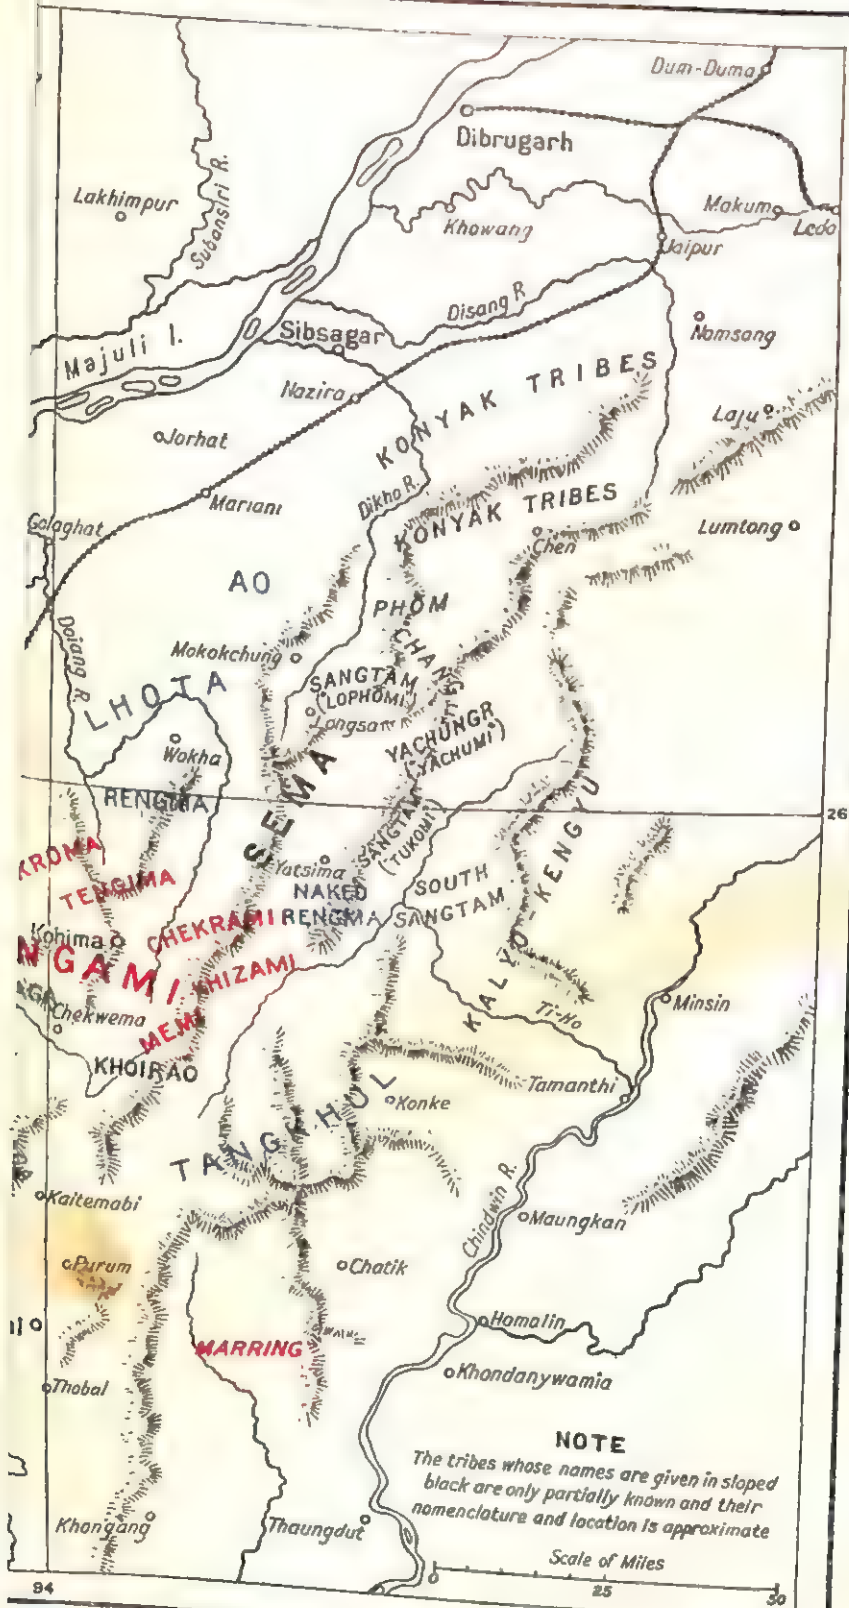 Dum-Duma
Dibrugarh
Lakhimpur
Subansiri R.
Khowang
Makum
Ledo
Jaipur
Disang R
Majuli I.
Sibsagar
Namsang
Nazira
KONYAK TRIBES
Laju
Jorhat
Dikho R.
Mariani
KONYAK TRIBES
Golaghat
Chen
Lumtong
AO
PHOM
Doiang R.
CHANG
Mokokchung
SANGTAM
(LOPHOMI)
LHOTA
Longsa
YACHUNGR
(YACHUMI)
Wokha
SEMA
RENGMA
26
SANGTAM
(TUKOMI)
KROMA
Yatsima
TENGIMA
NAKED
RENGMA
SOUTH
SANGTAM
KALYO-KENGYU
Kohima
CHEKRAMI
NGAMI
KHIZAMI
Chekwema
MEMI
Ti-Ho
Minsin
KHOIRAO
Tamanthi
Konke
TANGKHUL
Kaitemabi
Chindwin R.
Maungkan
Purum
Chatik
Homalin
MARRING
Khondanywamia
Thobal
NOTE
The tribes whose names are given in sloped
black are only partially known and their
nomenclature and location is approximate
Khongang
Thaungdut
Scale of Miles
94
0
25
50